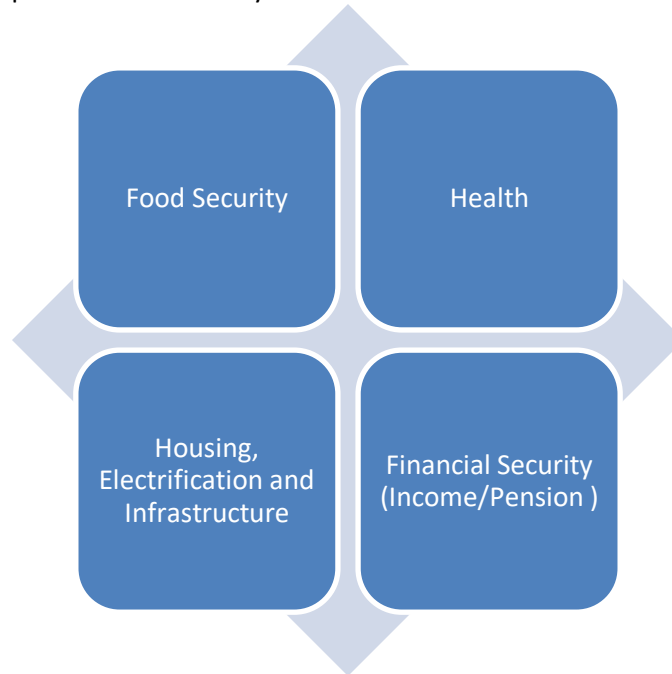 Food Security
Health
Housing,
Electrification and
Infrastructure
Financial Security
(Income/Pension )